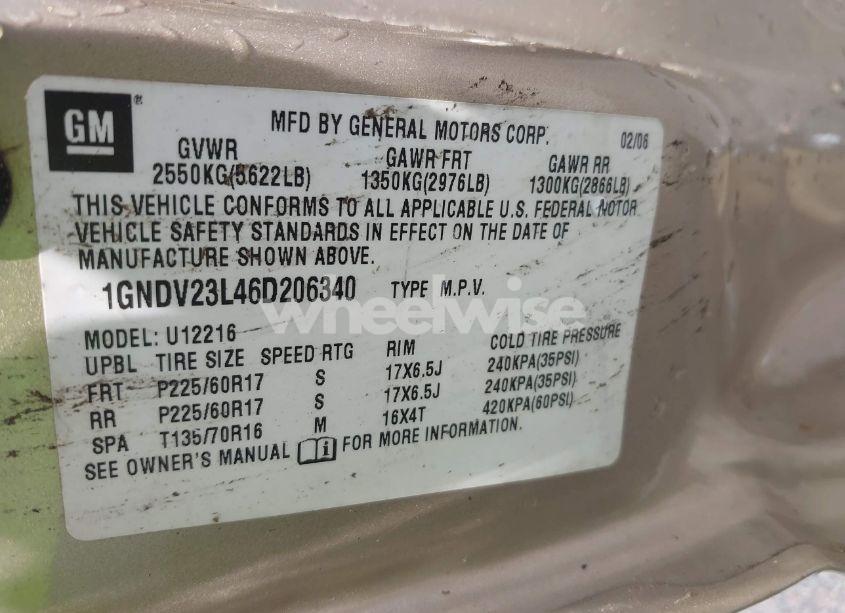 GM®
MFD BY GENERAL MOTORS CORP. 02/06
GVWR GAWR FRT GAWR RR
2550KG(5622LB) 1350KG(2976LB) 1300KG(2866LB)
THIS VEHICLE CONFORMS TO ALL APPLICABLE U.S. FEDERAL MOTOR
VEHICLE SAFETY STANDARDS IN EFFECT ON THE DATE OF
MANUFACTURE SHOWN ABOVE.
1GNDV23L46D206340 TYPE M.P.V.
wheelwise
MODEL: U12216
UPBL TIRE SIZE SPEED RTG RIM COLD TIRE PRESSURE
FRT P225/60R17 S 17X6.5J 240KPA(35PSI)
RR P225/60R17 S 17X6.5J 240KPA(35PSI)
SPA T135/70R16 M 16X4T 420KPA(60PSI)
SEE OWNER'S MANUAL i FOR MORE INFORMATION.